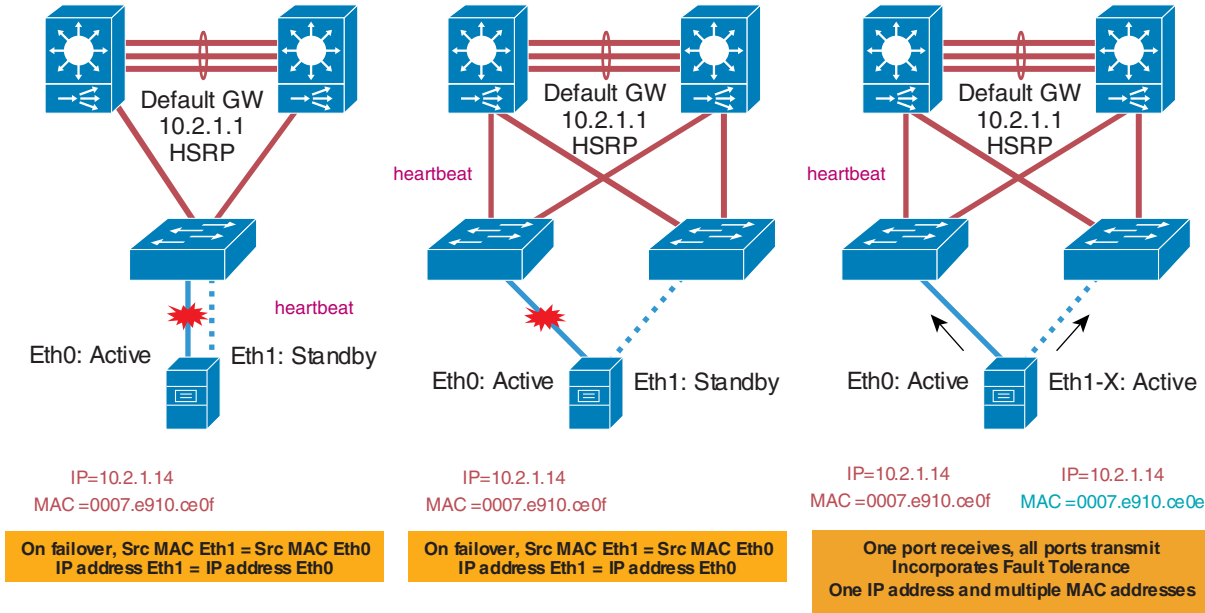 Default GW
10.2.1.1
HSRP
heartbeat
Eth0: Active
Eth1: Standby
IP=10.2.1.14
MAC =0007.e910.ce0f
On failover, Src MAC Eth1 = Src MAC Eth0
IP address Eth1 = IP address Eth0
Default GW
10.2.1.1
HSRP
heartbeat
Eth0: Active
Eth1: Standby
IP=10.2.1.14
MAC =0007.e910.ce0f
On failover, Src MAC Eth1 = Src MAC Eth0
IP address Eth1 = IP address Eth0
Default GW
10.2.1.1
HSRP
heartbeat
Eth0: Active
Eth1-X: Active
IP=10.2.1.14
MAC =0007.e910.ce0f
IP=10.2.1.14
MAC =0007.e910.ce0e
One port receives, all ports transmit
Incorporates Fault Tolerance
One IP address and multiple MAC addresses